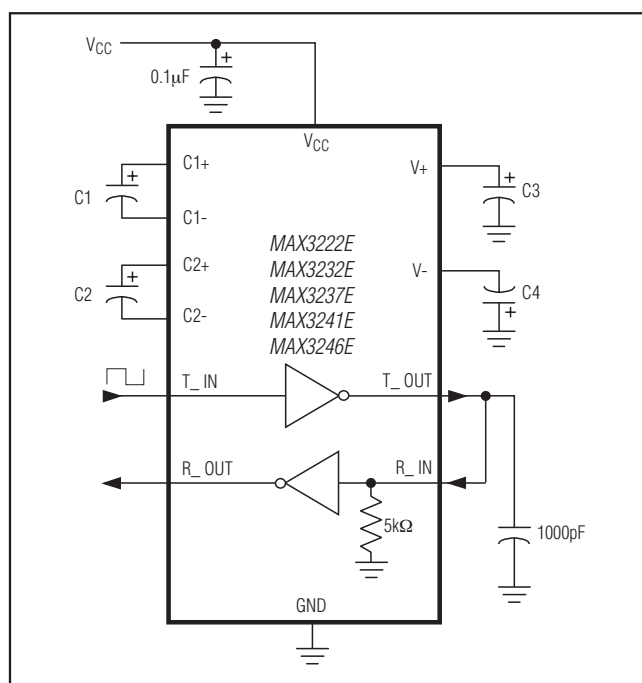 VCC
0.1µF
VCC
C1+
C1
C1-
V+
C3
C2+
C2
C2-
V-
C4
MAX3222E
MAX3232E
MAX3237E
MAX3241E
MAX3246E
T_ IN
T_ OUT
R_ OUT
R_ IN
5kΩ
1000pF
GND
+
+
+
+
+